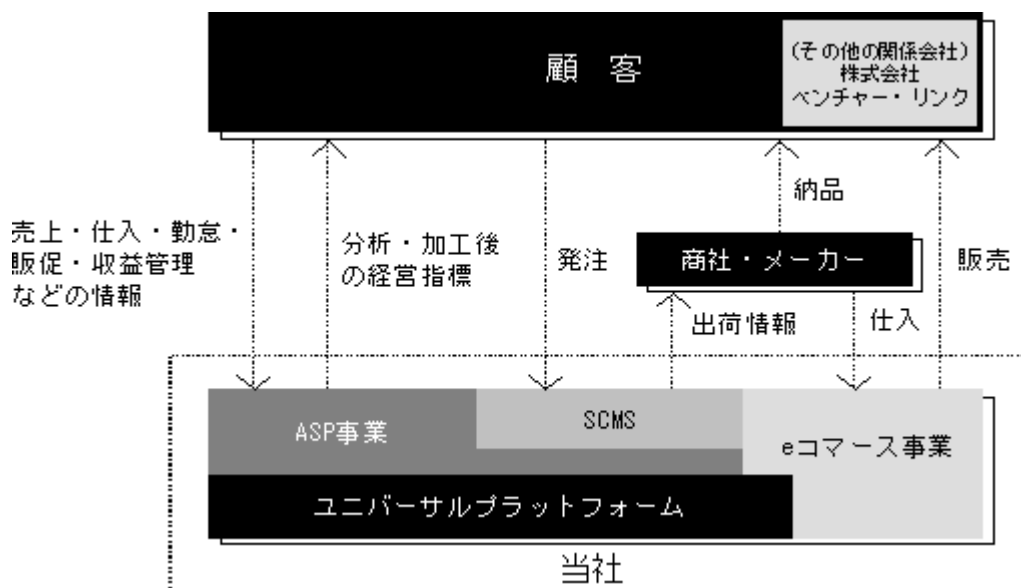 顧 客
(その他の関係会社)
株式会社
ベンチャー・リンク
売上・仕入・勤怠・
販促・収益管理
などの情報
分析・加工後
の経営指標
発注
納品
商社・メーカー
販売
出荷情報
仕入
ASP事業
SCMS
eコマース事業
ユニバーサルプラットフォーム
当社